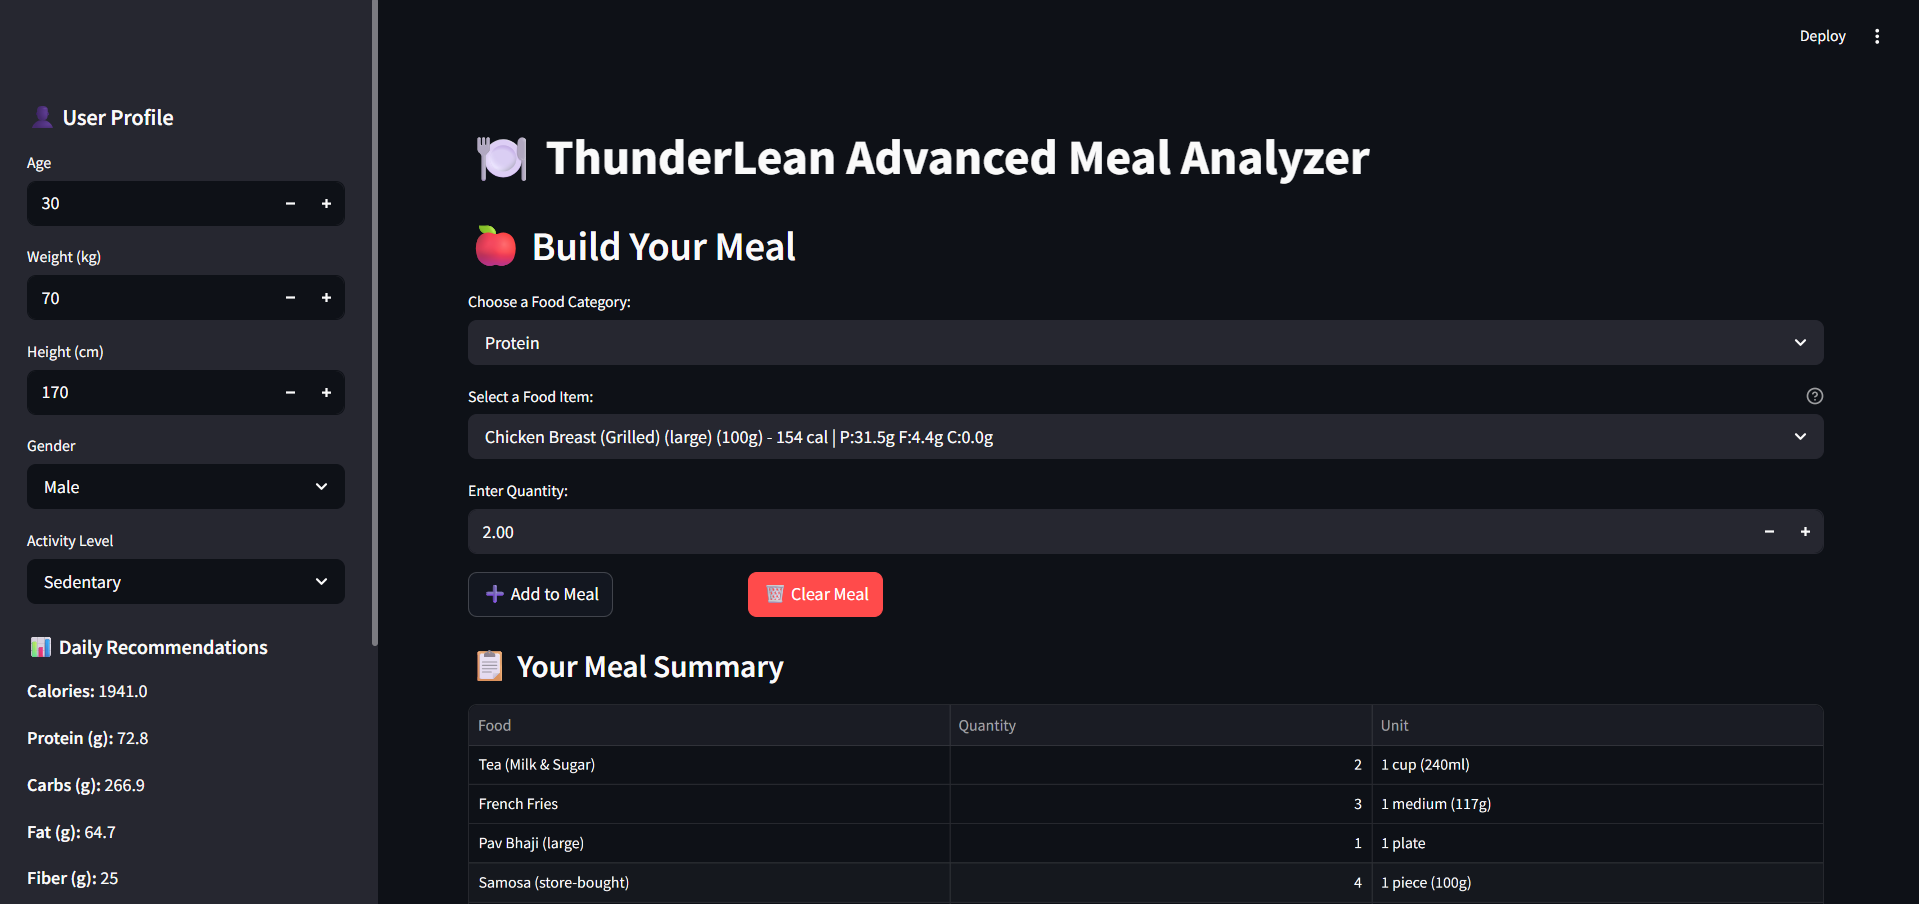 Deploy
User Profile
Age
30
Weight (kg)
70
Height (cm)
170
Gender
Male
Activity Level
Sedentary
Daily Recommendations
Calories: 1941.0
Protein (g): 72.8
Carbs (g): 266.9
Fat (g): 64.7
Fiber (g): 25
ThunderLean Advanced Meal Analyzer
Build Your Meal
Choose a Food Category:
Protein
Select a Food Item:
Chicken Breast (Grilled) (large) (100g) - 154 cal | P:31.5g F:4.4g C:0.0g
Enter Quantity:
2.00
Add to Meal
Clear Meal
Your Meal Summary
Food Quantity Unit
Tea (Milk & Sugar) 2 1 cup (240ml)
French Fries 3 1 medium (117g)
Pav Bhaji (large) 1 1 plate
Samosa (store-bought) 4 1 piece (100g)